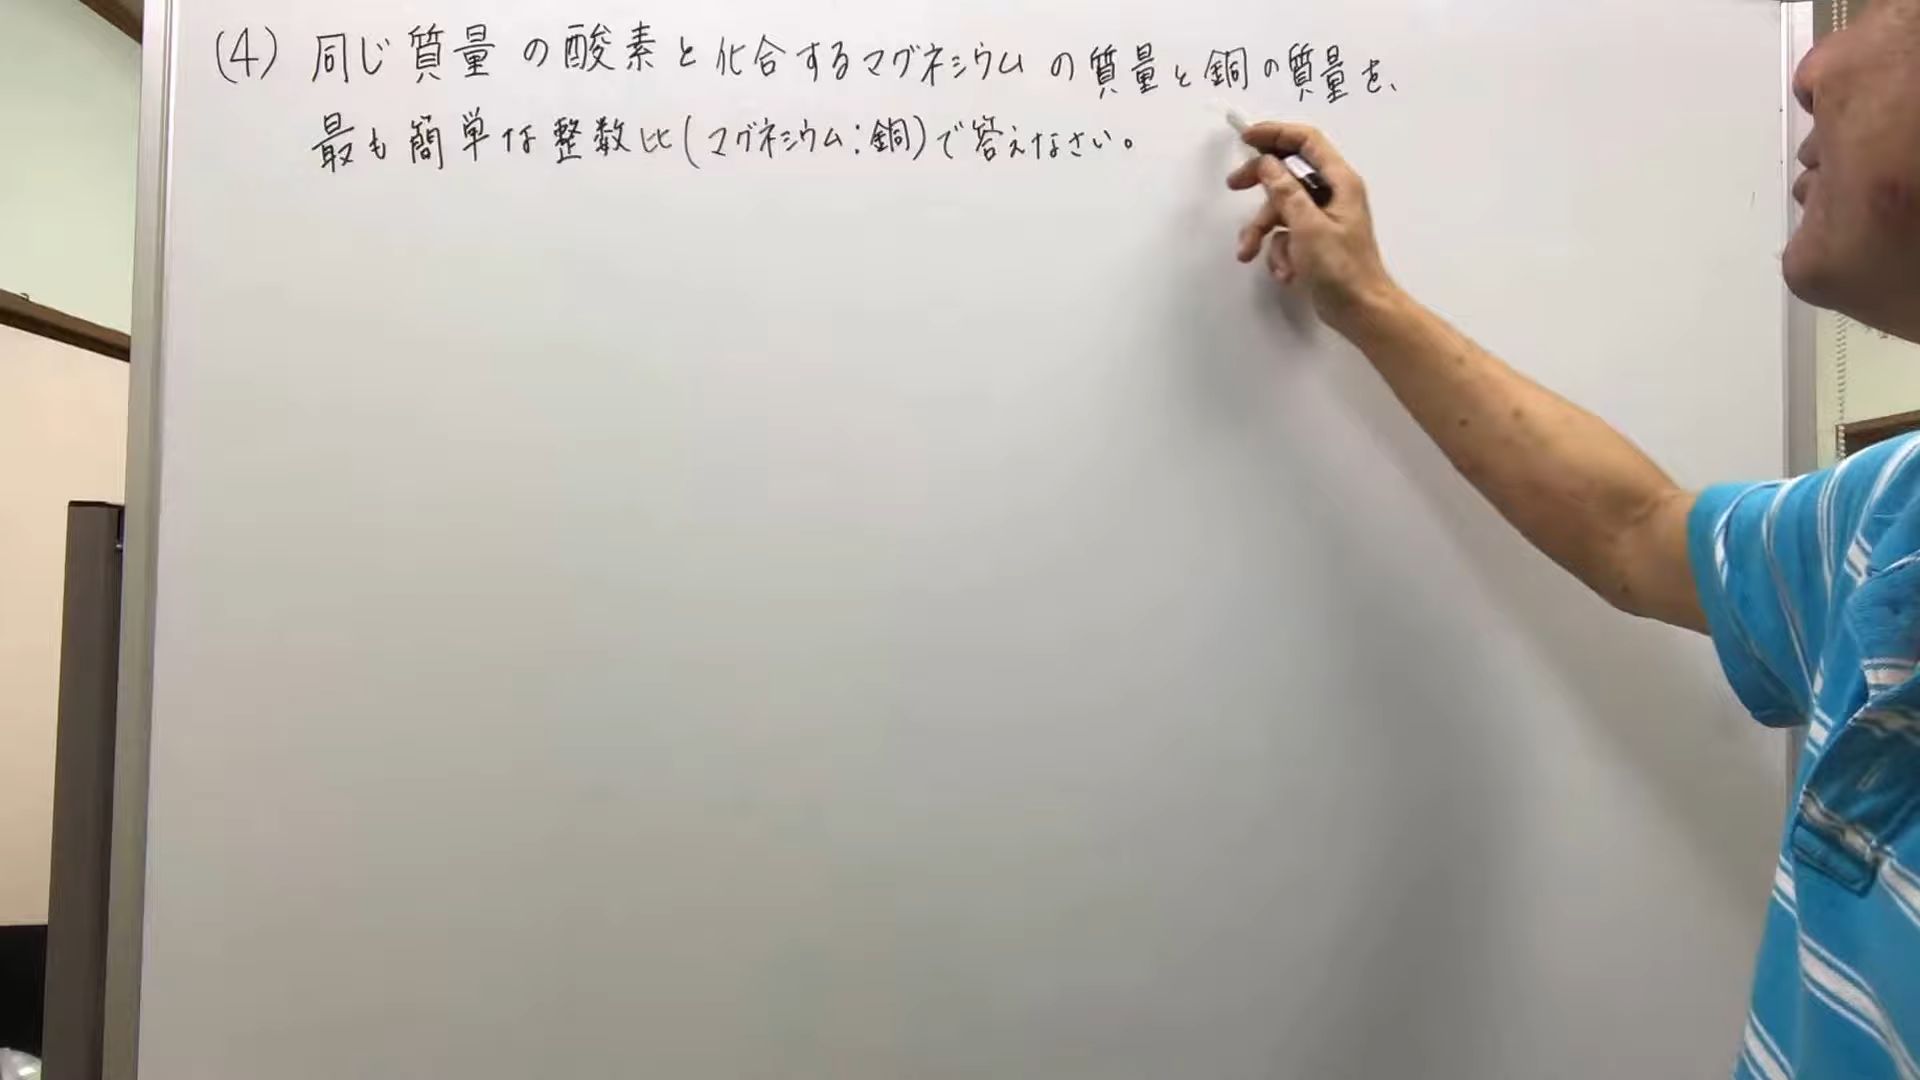 (4) 同じ質量の酸素と化合するマグネシウムの質量と銅の質量を、
最も簡単な整数比(マグネシウム:銅)で答えなさい。